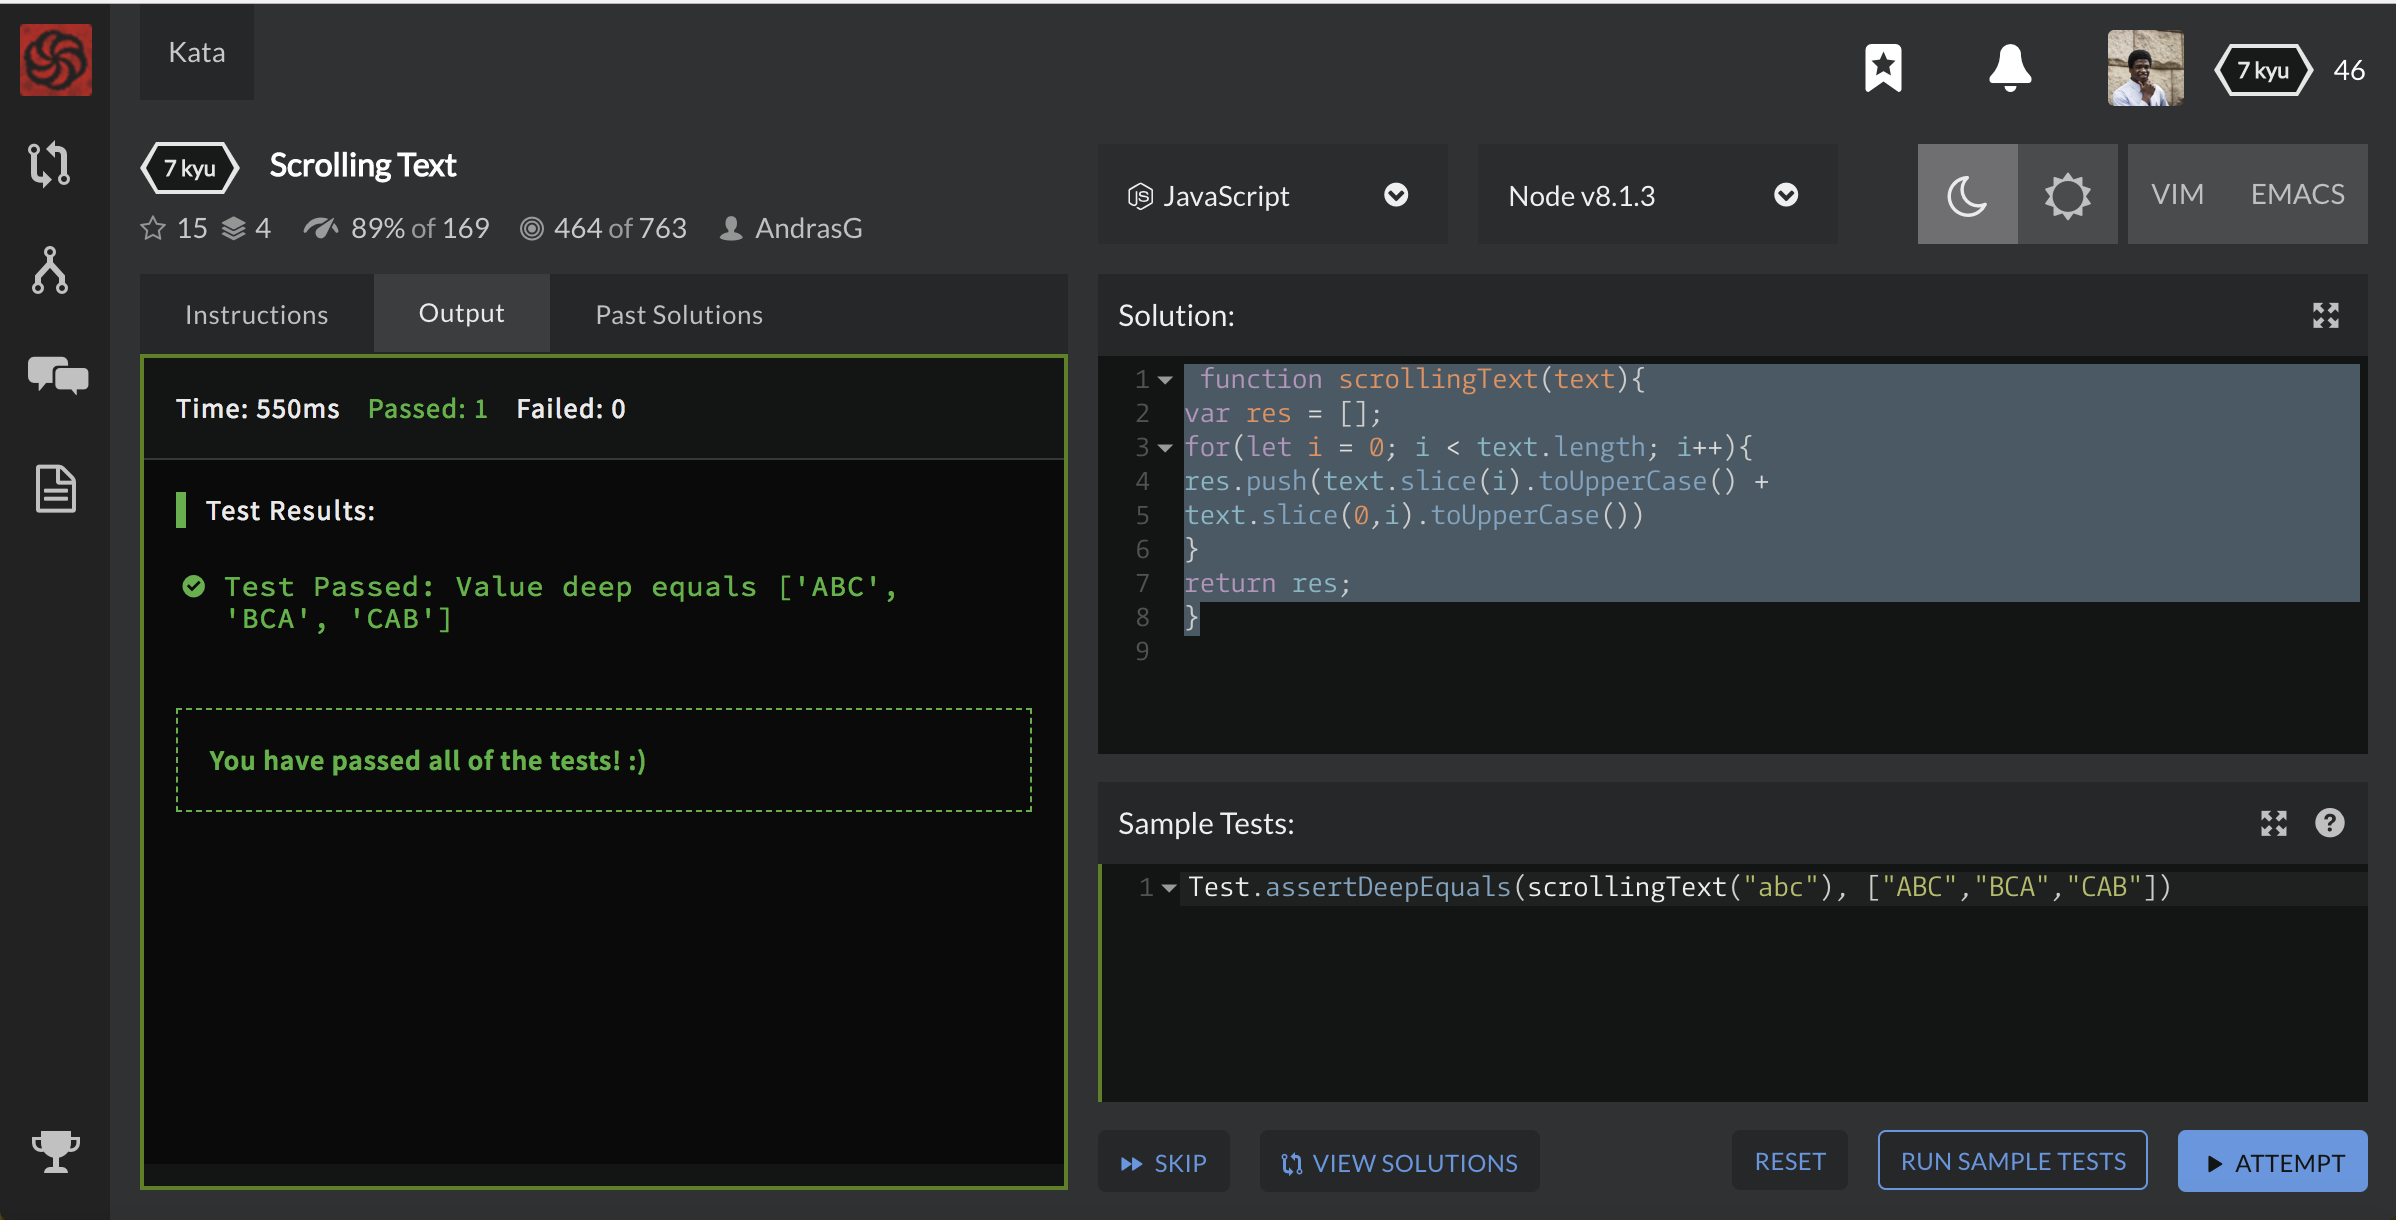 Kata
7 kyu 46
7 kyu Scrolling Text
15 4 89% of 169 464 of 763 AndrasG
JavaScript
Node v8.1.3
VIM EMACS
Instructions Output Past Solutions
Time: 550ms Passed: 1 Failed: 0
Test Results:
Test Passed: Value deep equals ['ABC',
'BCA', 'CAB']
You have passed all of the tests! :)
Solution:
1 function scrollingText(text){
2 var res = [];
3 for(let i = 0; i < text.length; i++){
4 res.push(text.slice(i).toUpperCase() +
5 text.slice(0,i).toUpperCase())
6 }
7 return res;
8 }
9
Sample Tests:
?
1 Test.assertDeepEquals(scrollingText("abc"), ["ABC","BCA","CAB"])
SKIP VIEW SOLUTIONS RESET RUN SAMPLE TESTS ATTEMPT